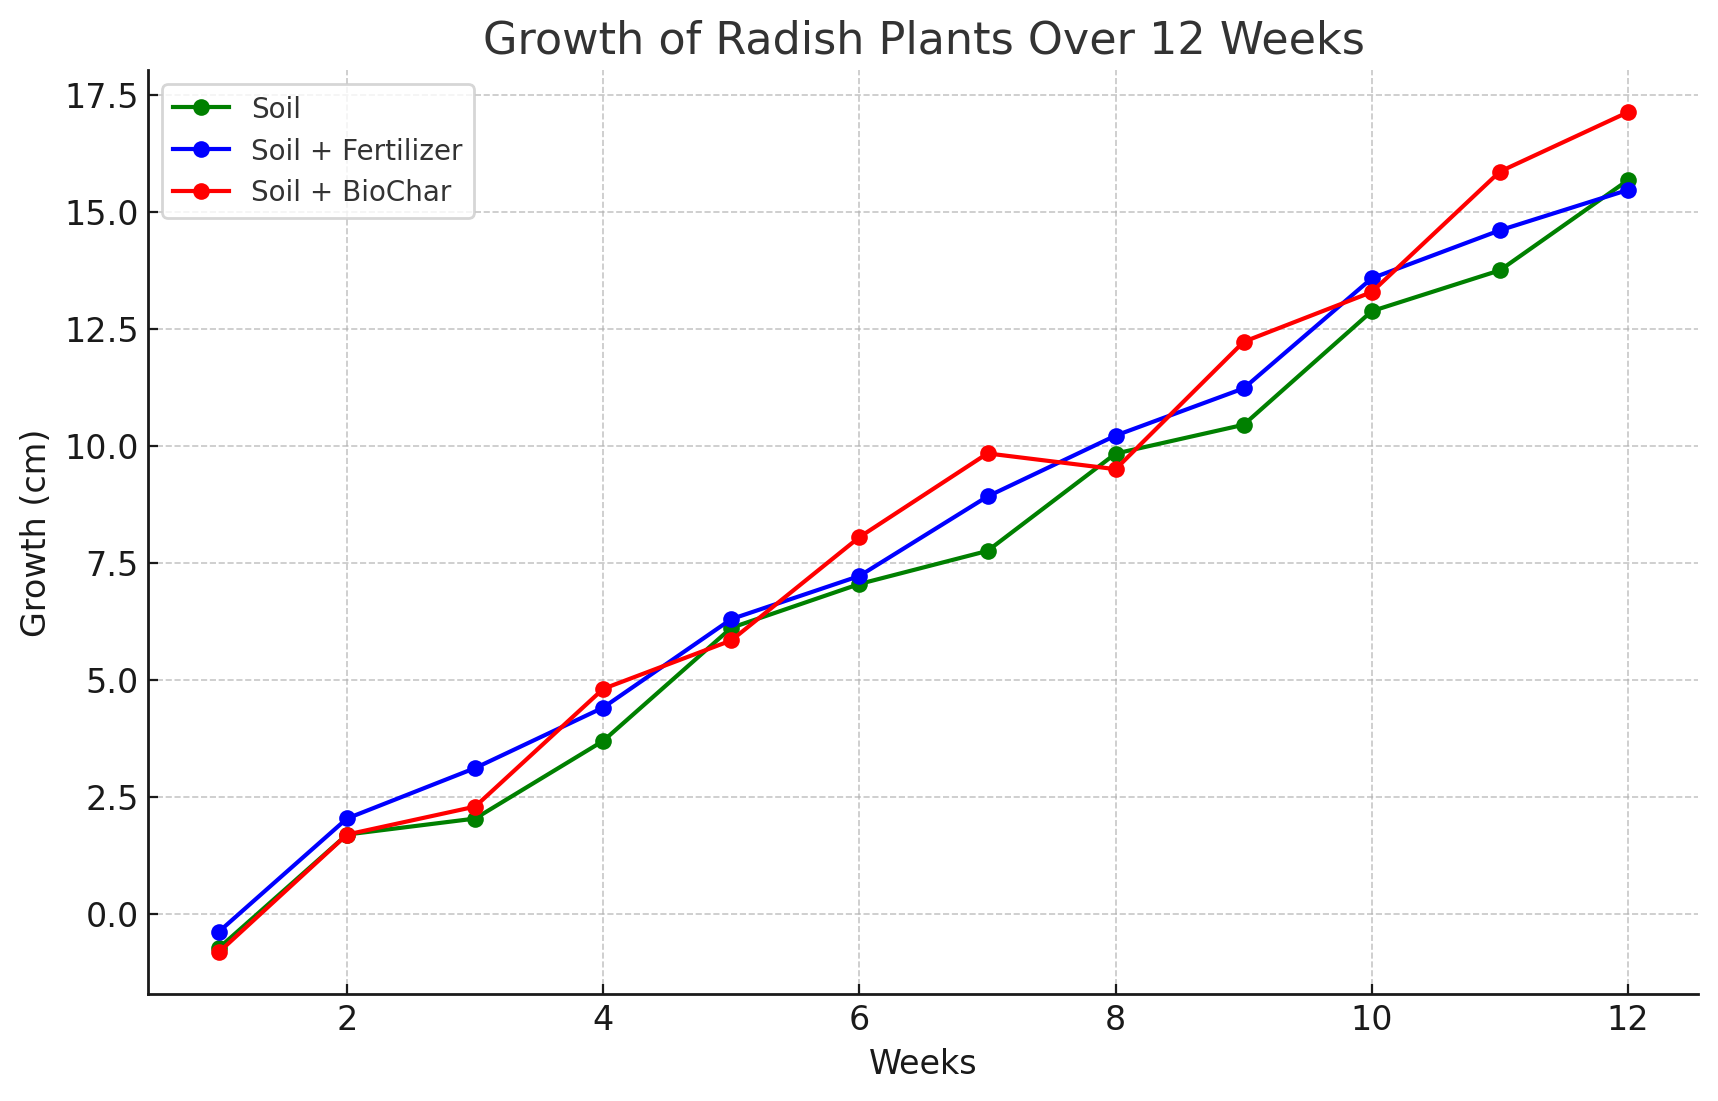 Growth of Radish Plants Over 12 Weeks
Soil
Soil + Fertilizer
Soil + BioChar
17.5
15.0
12.5
10.0
7.5
5.0
2.5
0.0
Growth (cm)
2 4 6 8 10 12
Weeks